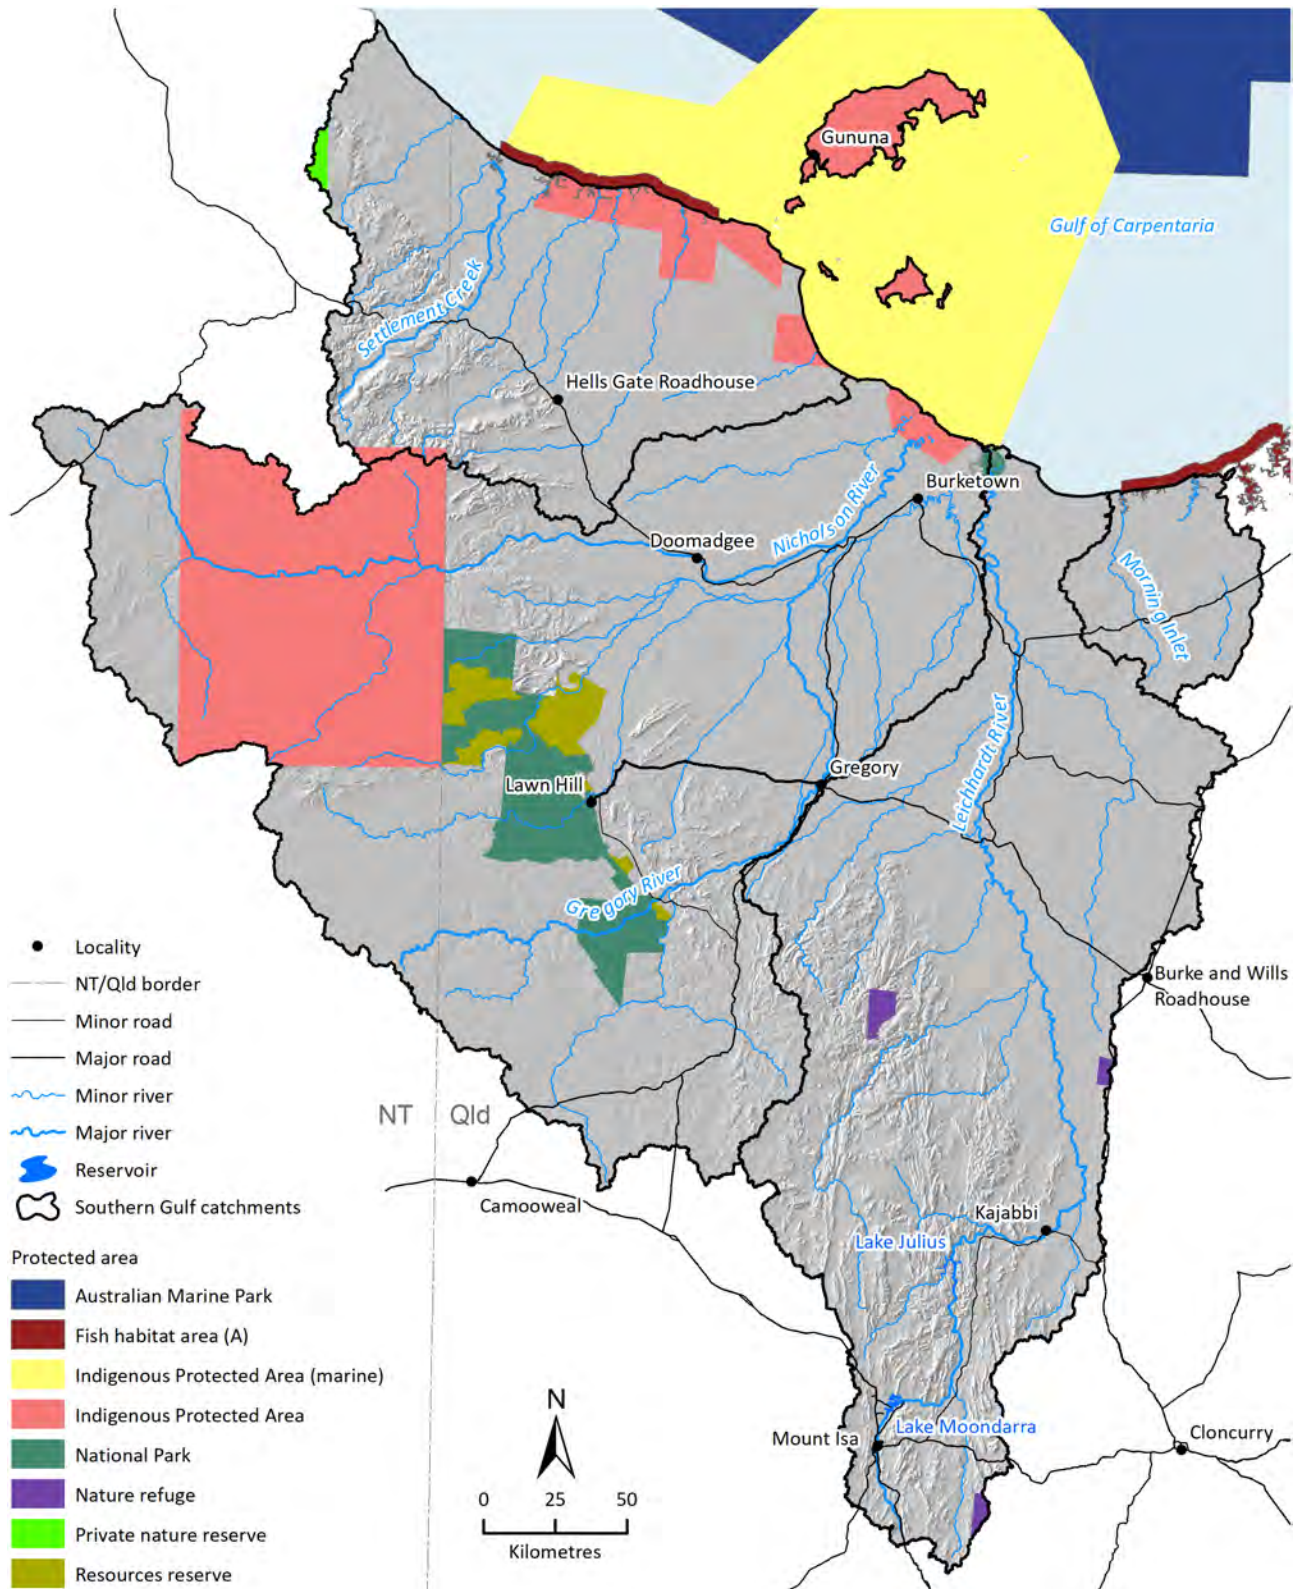 Gununa
Gulf of Carpentaria
Settlement Creek
Hells Gate Roadhouse
Burketown
Nicholson River
Doomadgee
Morning Inlet
Leichhardt River
Gregory
Lawn Hill
Gregory River
Burke and Wills
Roadhouse
NT
Qld
Camooweal
Kajabbi
Lake Julius
Lake Moondarra
Mount Isa
Cloncurry
N
0 25 50
Kilometres
Locality
NT/Qld border
Minor road
Major road
Minor river
Major river
Reservoir
Southern Gulf catchments
Protected area
Australian Marine Park
Fish habitat area (A)
Indigenous Protected Area (marine)
Indigenous Protected Area
National Park
Nature refuge
Private nature reserve
Resources reserve